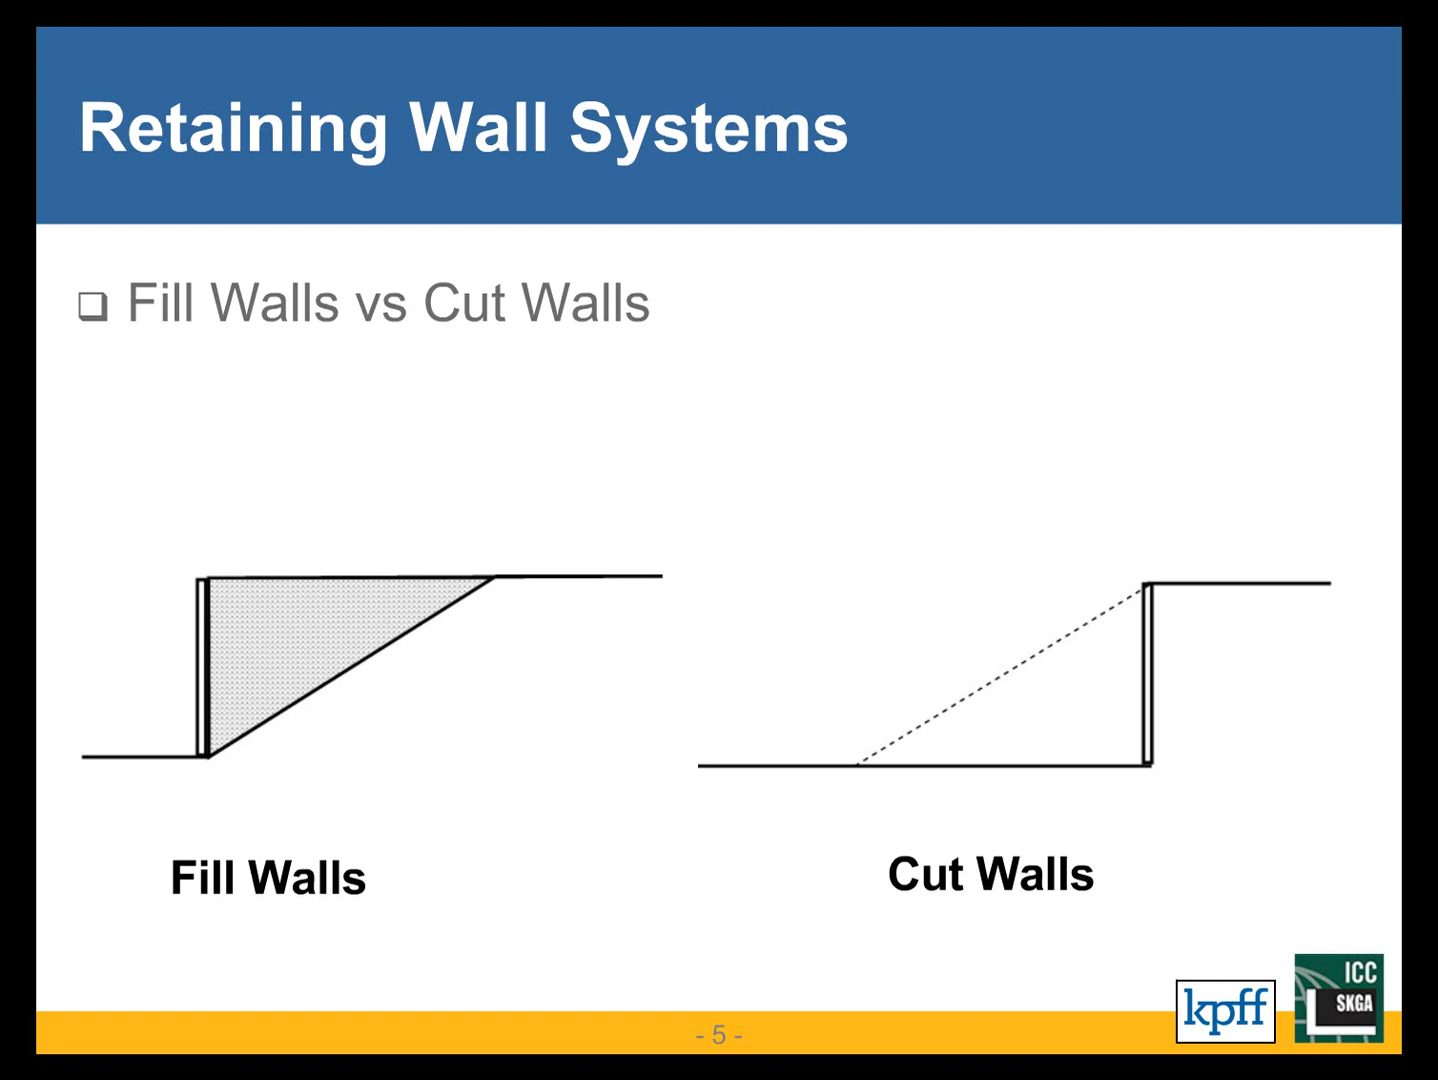 Retaining Wall Systems
❑ Fill Walls vs Cut Walls
Fill Walls
Cut Walls
kpff
ICC
SKGA
- 5 -